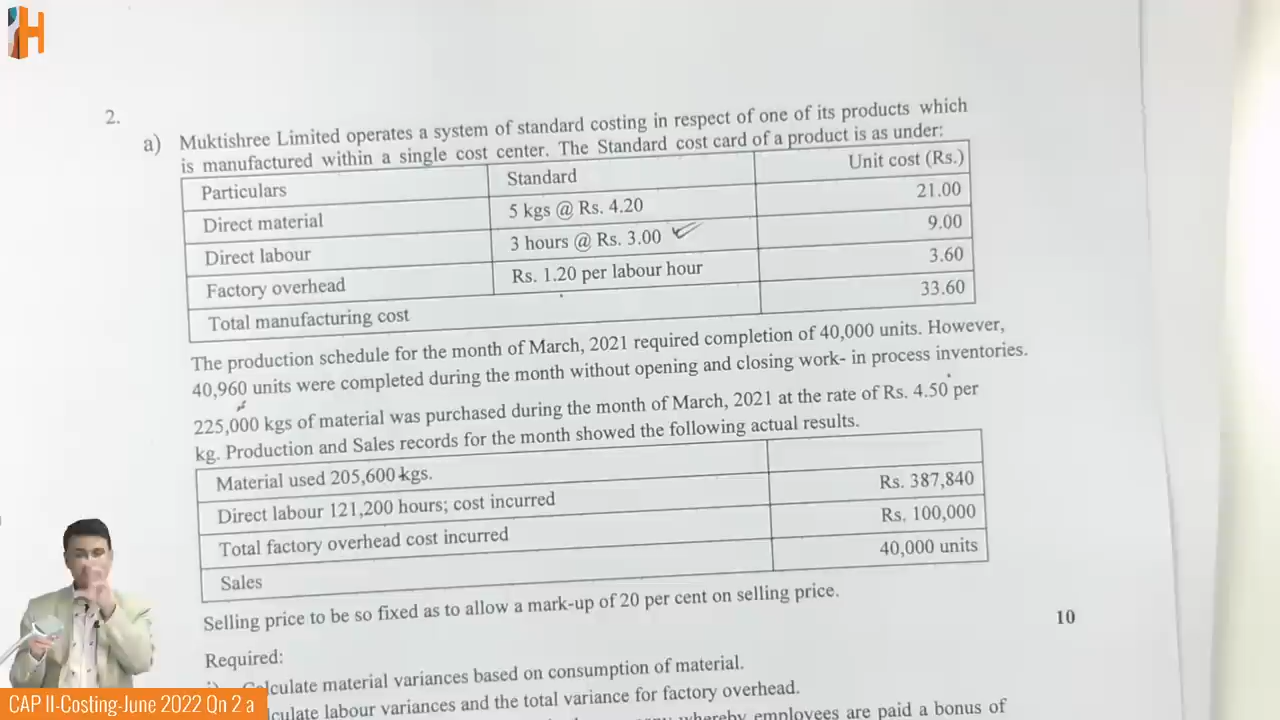 H
2.
a) Muktishree Limited operates a system of standard costing in respect of one of its products which
is manufactured within a single cost center. The Standard cost card of a product is as under:
Particulars Standard Unit cost (Rs.)
Direct material 5 kgs @ Rs. 4.20 21.00
Direct labour 3 hours @ Rs. 3.00 9.00
Factory overhead Rs. 1.20 per labour hour 3.60
Total manufacturing cost 33.60
The production schedule for the month of March, 2021 required completion of 40,000 units. However,
40,960 units were completed during the month without opening and closing work- in process inventories.
225,000 kgs of material was purchased during the month of March, 2021 at the rate of Rs. 4.50 per
kg. Production and Sales records for the month showed the following actual results.
Material used 205,600 kgs.
Direct labour 121,200 hours; cost incurred Rs. 387,840
Total factory overhead cost incurred Rs. 100,000
Sales 40,000 units
Selling price to be so fixed as to allow a mark-up of 20 per cent on selling price.
10
Required:
Calculate material variances based on consumption of material.
culate labour variances and the total variance for factory overhead.
whereby employees are paid a bonus of
CAP II-Costing-June 2022 Qn 2 a